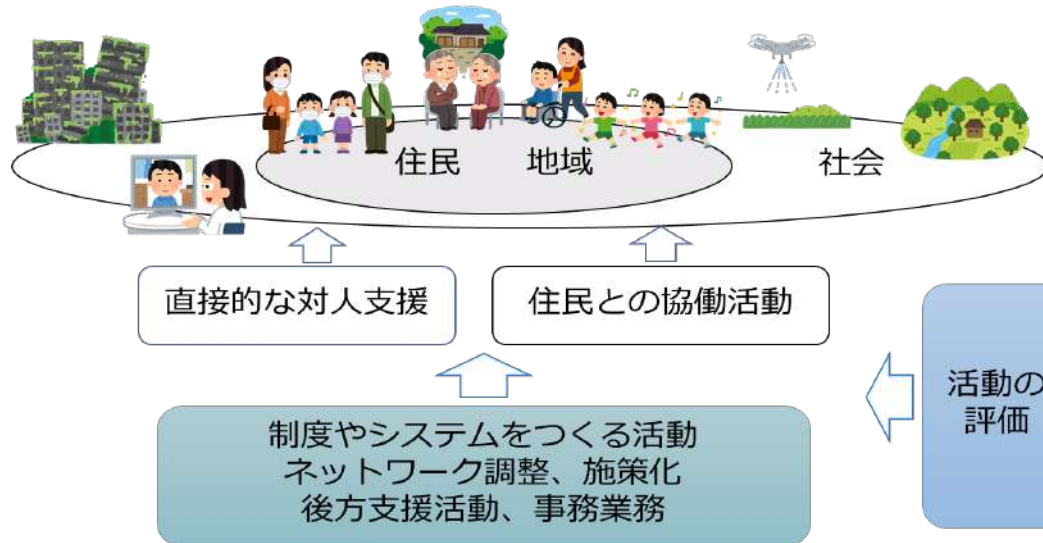 住民
地域
社会
直接的な対人支援
住民との協働活動
制度やシステムをつくる活動
ネットワーク調整、施策化
後方支援活動、事務業務
活動の
評価